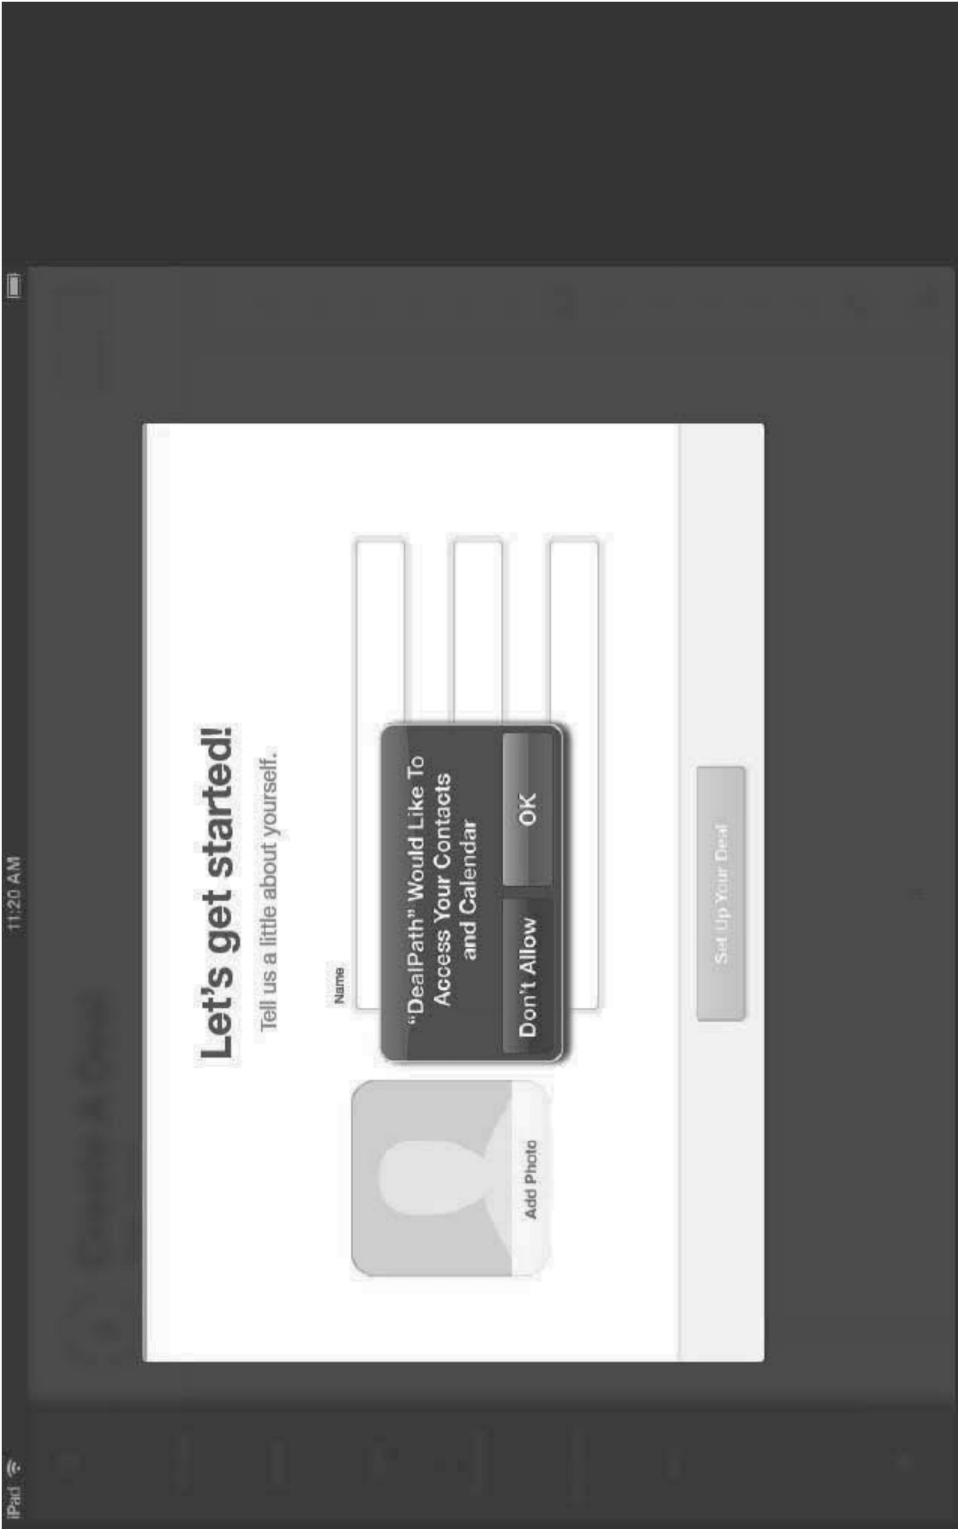 iPad
11:20 AM
Let's get started!
Tell us a little about yourself.
Name
Add Photo
“DealPath” Would Like To
Access Your Contacts
and Calendar
Don't Allow
OK
Set Up Your Deal